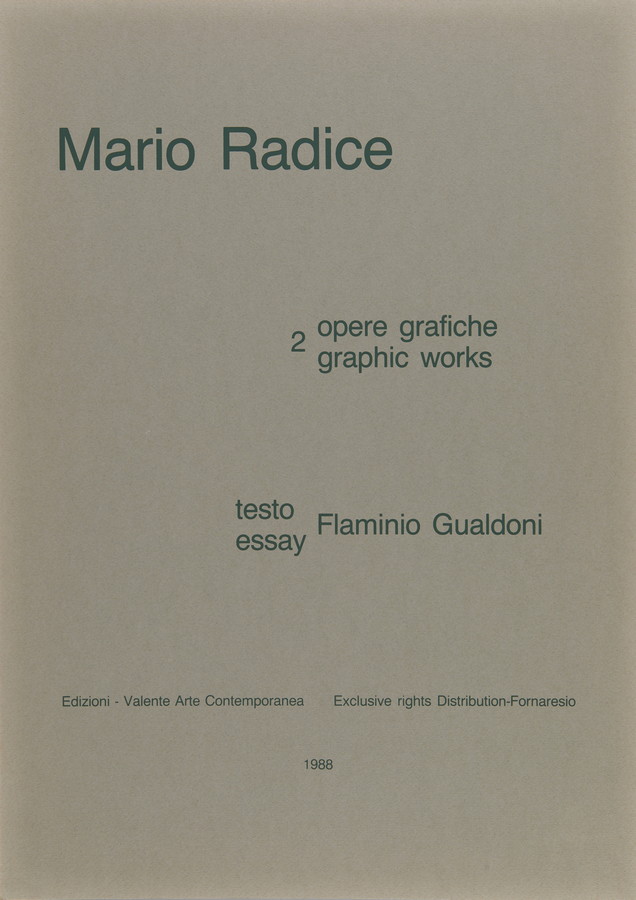 Mario Radice
2 opere grafiche
graphic works
testo
essay Flaminio Gualdoni
Edizioni - Valente Arte Contemporanea Exclusive rights Distribution-Fornaresio
1988